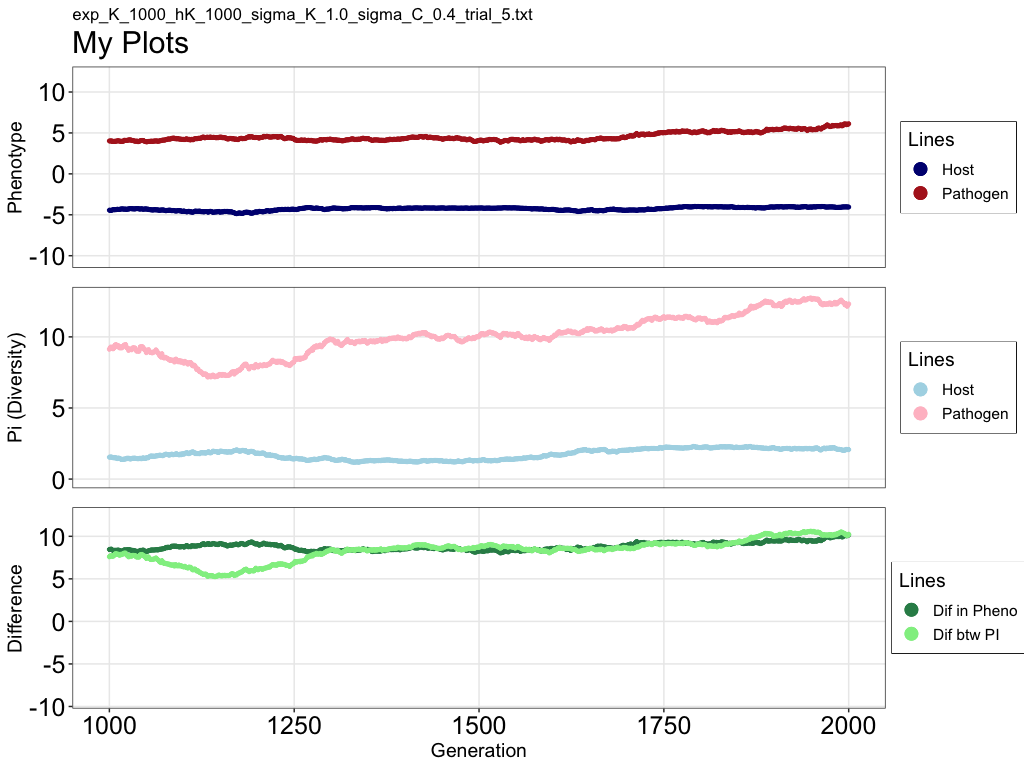 exp_K_1000_hK_1000_sigma_K_1.0_sigma_C_0.4_trial_5.txt
My Plots
Phenotype
10
5
0
-5
-10
Lines
Host
Pathogen
Pi (Diversity)
10
5
0
Lines
Host
Pathogen
Difference
10
5
0
-5
-10
Lines
Dif in Pheno
Dif btw PI
1000 1250 1500 1750 2000
Generation